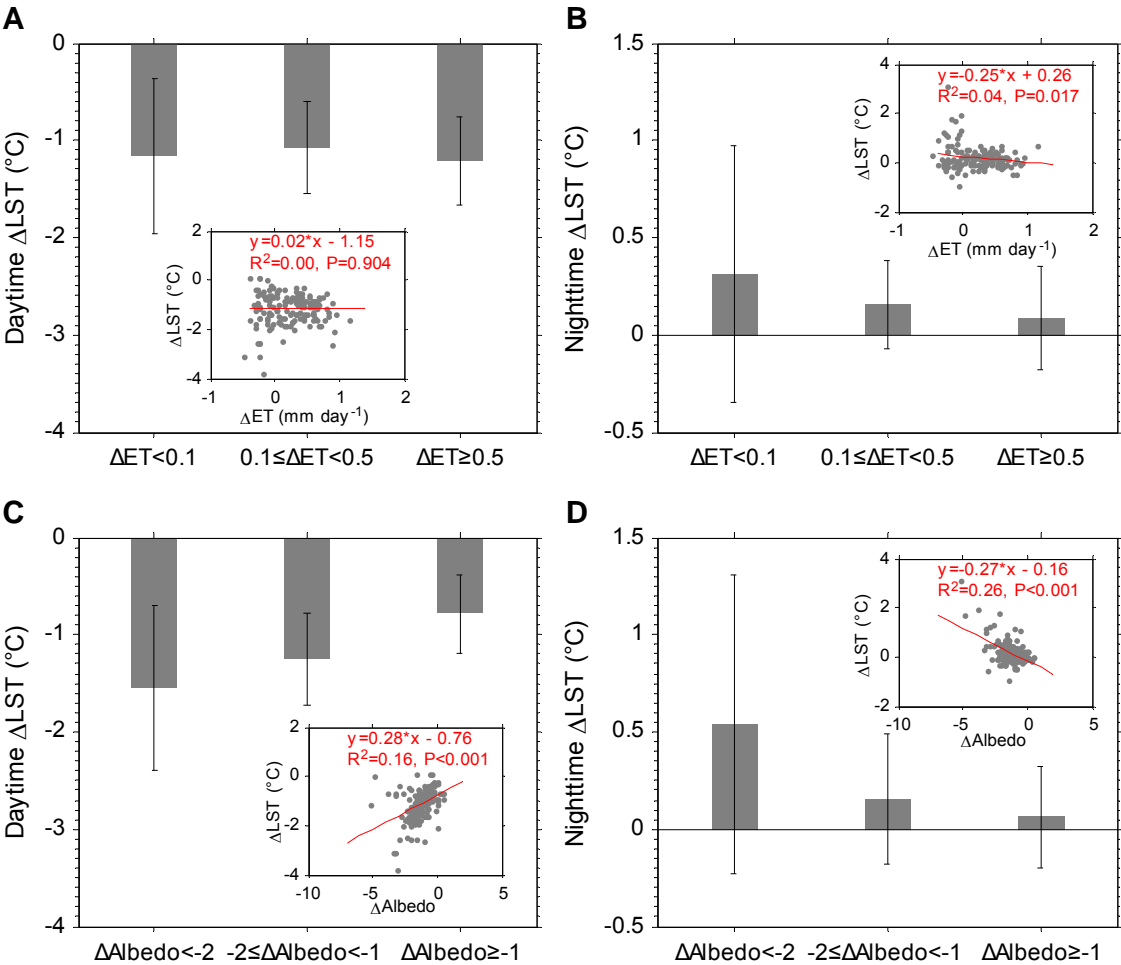 A
0
-1
-2
-3
-4
Daytime ΔLST (°C)
ΔET<0.1 0.1≤ΔET<0.5 ΔET≥0.5
y=0.02*x - 1.15
R²=0.00, P=0.904
2
0
-2
-4
ΔLST (°C)
-1 0 1 2
ΔET (mm day⁻¹)
B
1.5
1
0.5
0
-0.5
Nighttime ΔLST (°C)
ΔET<0.1 0.1≤ΔET<0.5 ΔET≥0.5
y=-0.25*x + 0.26
R²=0.04, P=0.017
4
2
0
-2
ΔLST (°C)
-1 0 1 2
ΔET (mm day⁻¹)
C
0
-1
-2
-3
-4
Daytime ΔLST (°C)
ΔAlbedo<-2 -2≤ΔAlbedo<-1 ΔAlbedo≥-1
y=0.28*x - 0.76
R²=0.16, P<0.001
2
0
-2
-4
ΔLST (°C)
-10 -5 0 5
ΔAlbedo
D
1.5
1
0.5
0
-0.5
Nighttime ΔLST (°C)
ΔAlbedo<-2 -2≤ΔAlbedo<-1 ΔAlbedo≥-1
y=-0.27*x - 0.16
R²=0.26, P<0.001
4
2
0
-2
ΔLST (°C)
-10 -5 0 5
ΔAlbedo